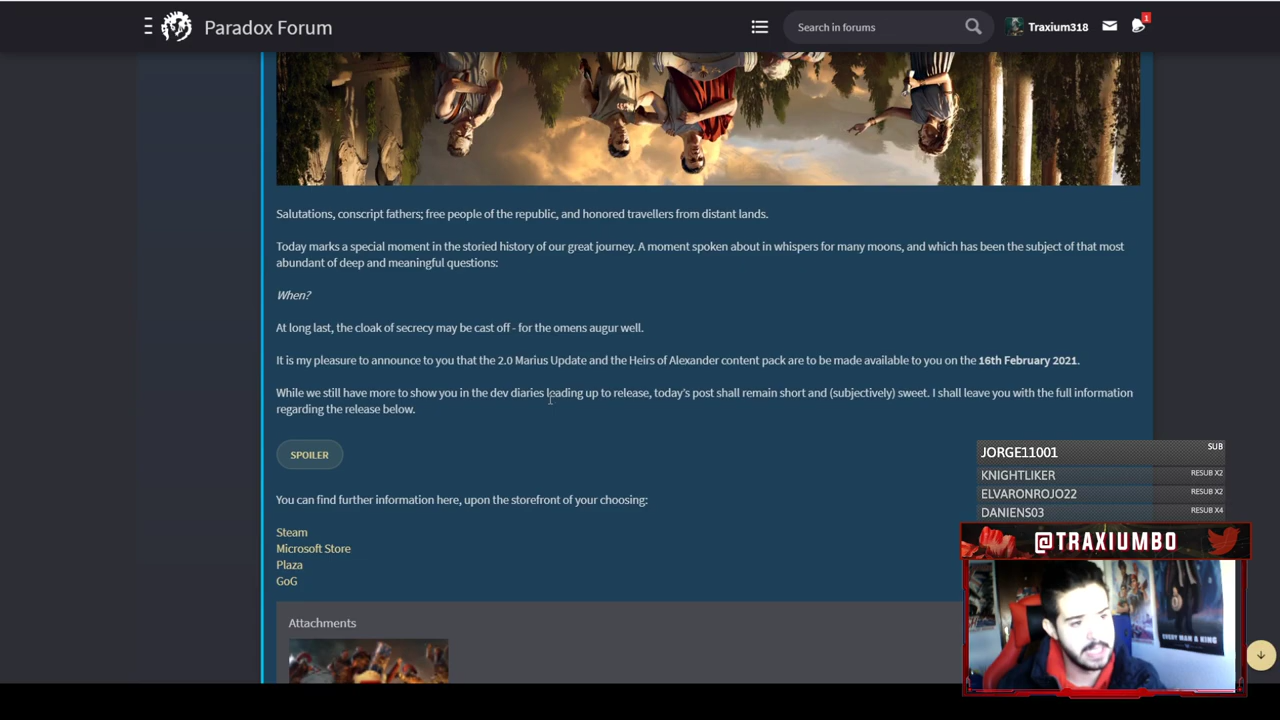 Paradox Forum
Search in forums
Traxium318
1
Salutations, conscript fathers; free people of the republic, and honored travellers from distant lands.
Today marks a special moment in the storied history of our great journey. A moment spoken about in whispers for many moons, and which has been the subject of that most
abundant of deep and meaningful questions:
When?
At long last, the cloak of secrecy may be cast off - for the omens augur well.
It is my pleasure to announce to you that the 2.0 Marius Update and the Heirs of Alexander content pack are to be made available to you on the 16th February 2021.
While we still have more to show you in the dev diaries leading up to release, today's post shall remain short and (subjectively) sweet. I shall leave you with the full information
regarding the release below.
SPOILER
You can find further information here, upon the storefront of your choosing:
Steam
Microsoft Store
Plaza
GoG
Attachments
JORGE11001 SUB
KNIGHTLIKER RESUB X2
ELVARONROJO22 RESUB X2
DANIENS03 RESUB X4
@TRAXIUMBO
EVERY MAN A KING